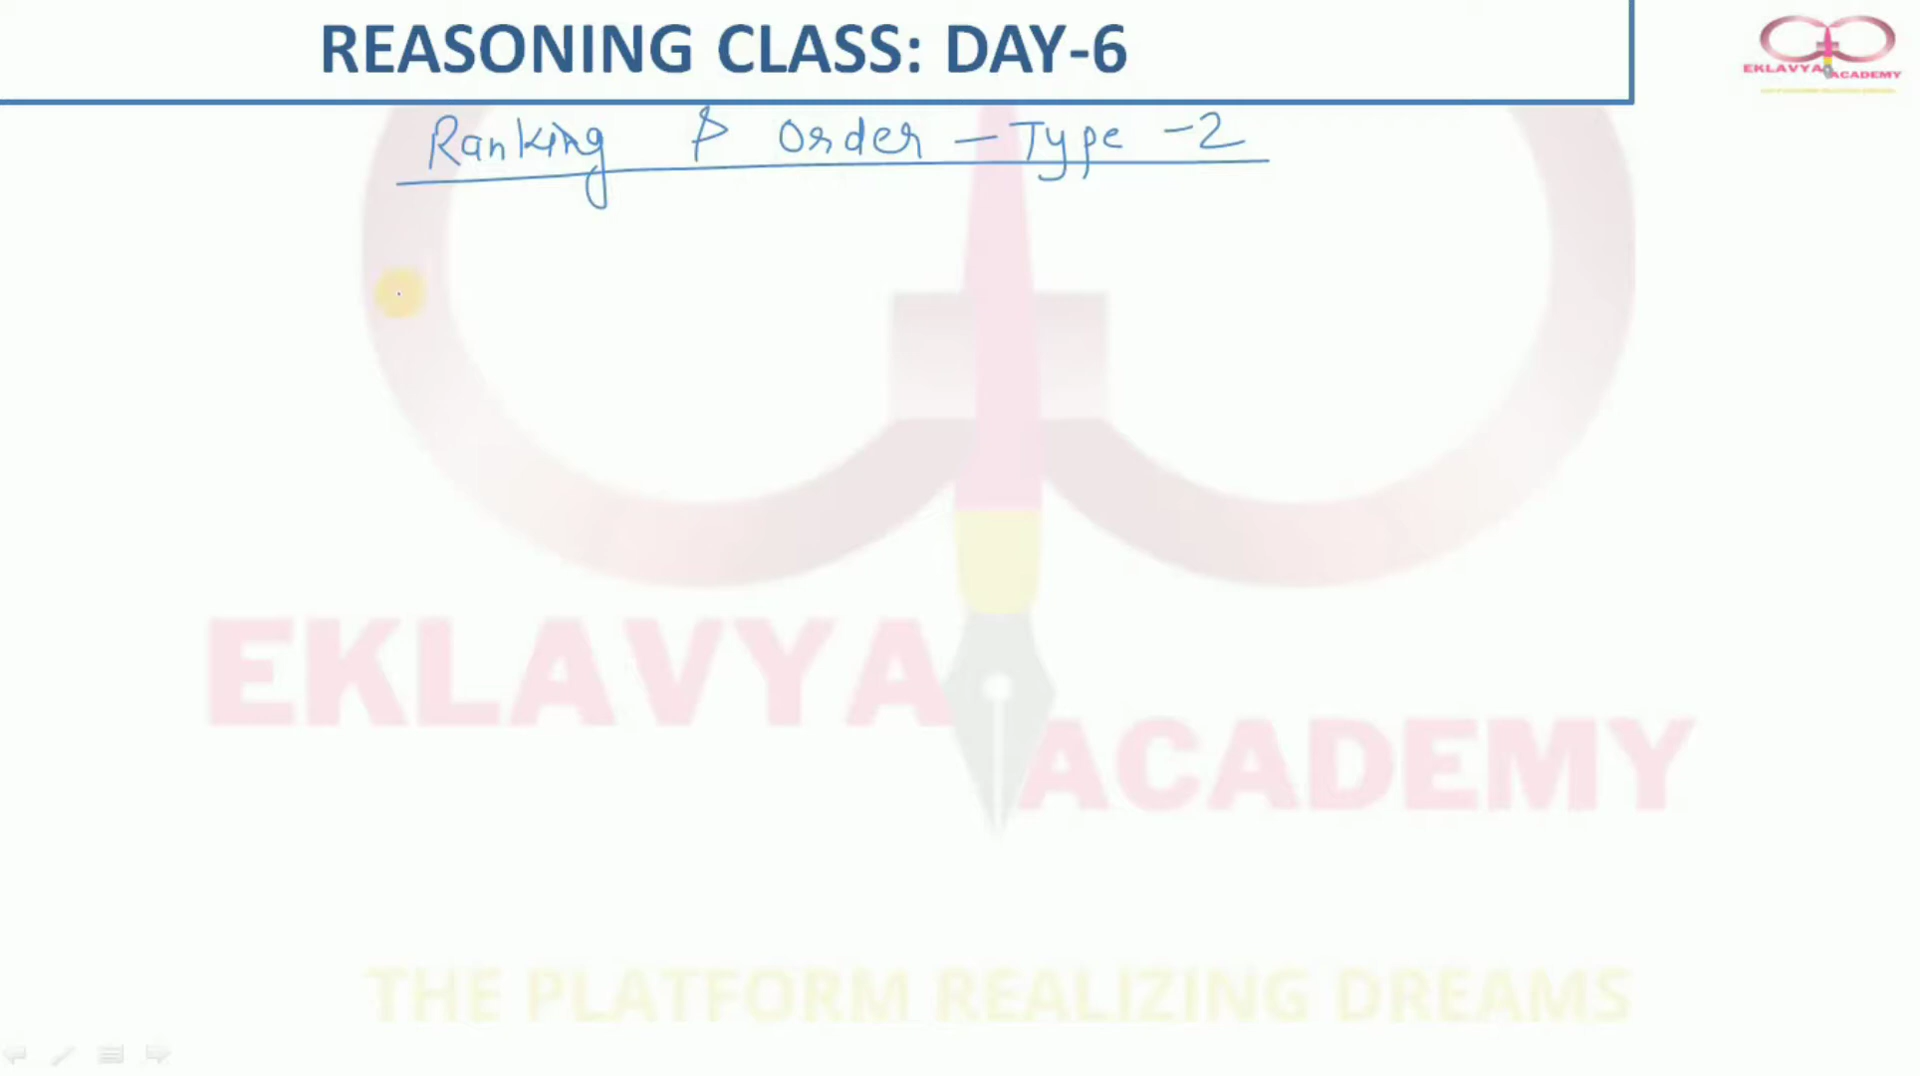 REASONING CLASS: DAY-6
EKLAVYA ACADEMY
Ranking & Order - Type -2
EKLAVYA
ACADEMY
THE PLATFORM REALIZING DREAMS